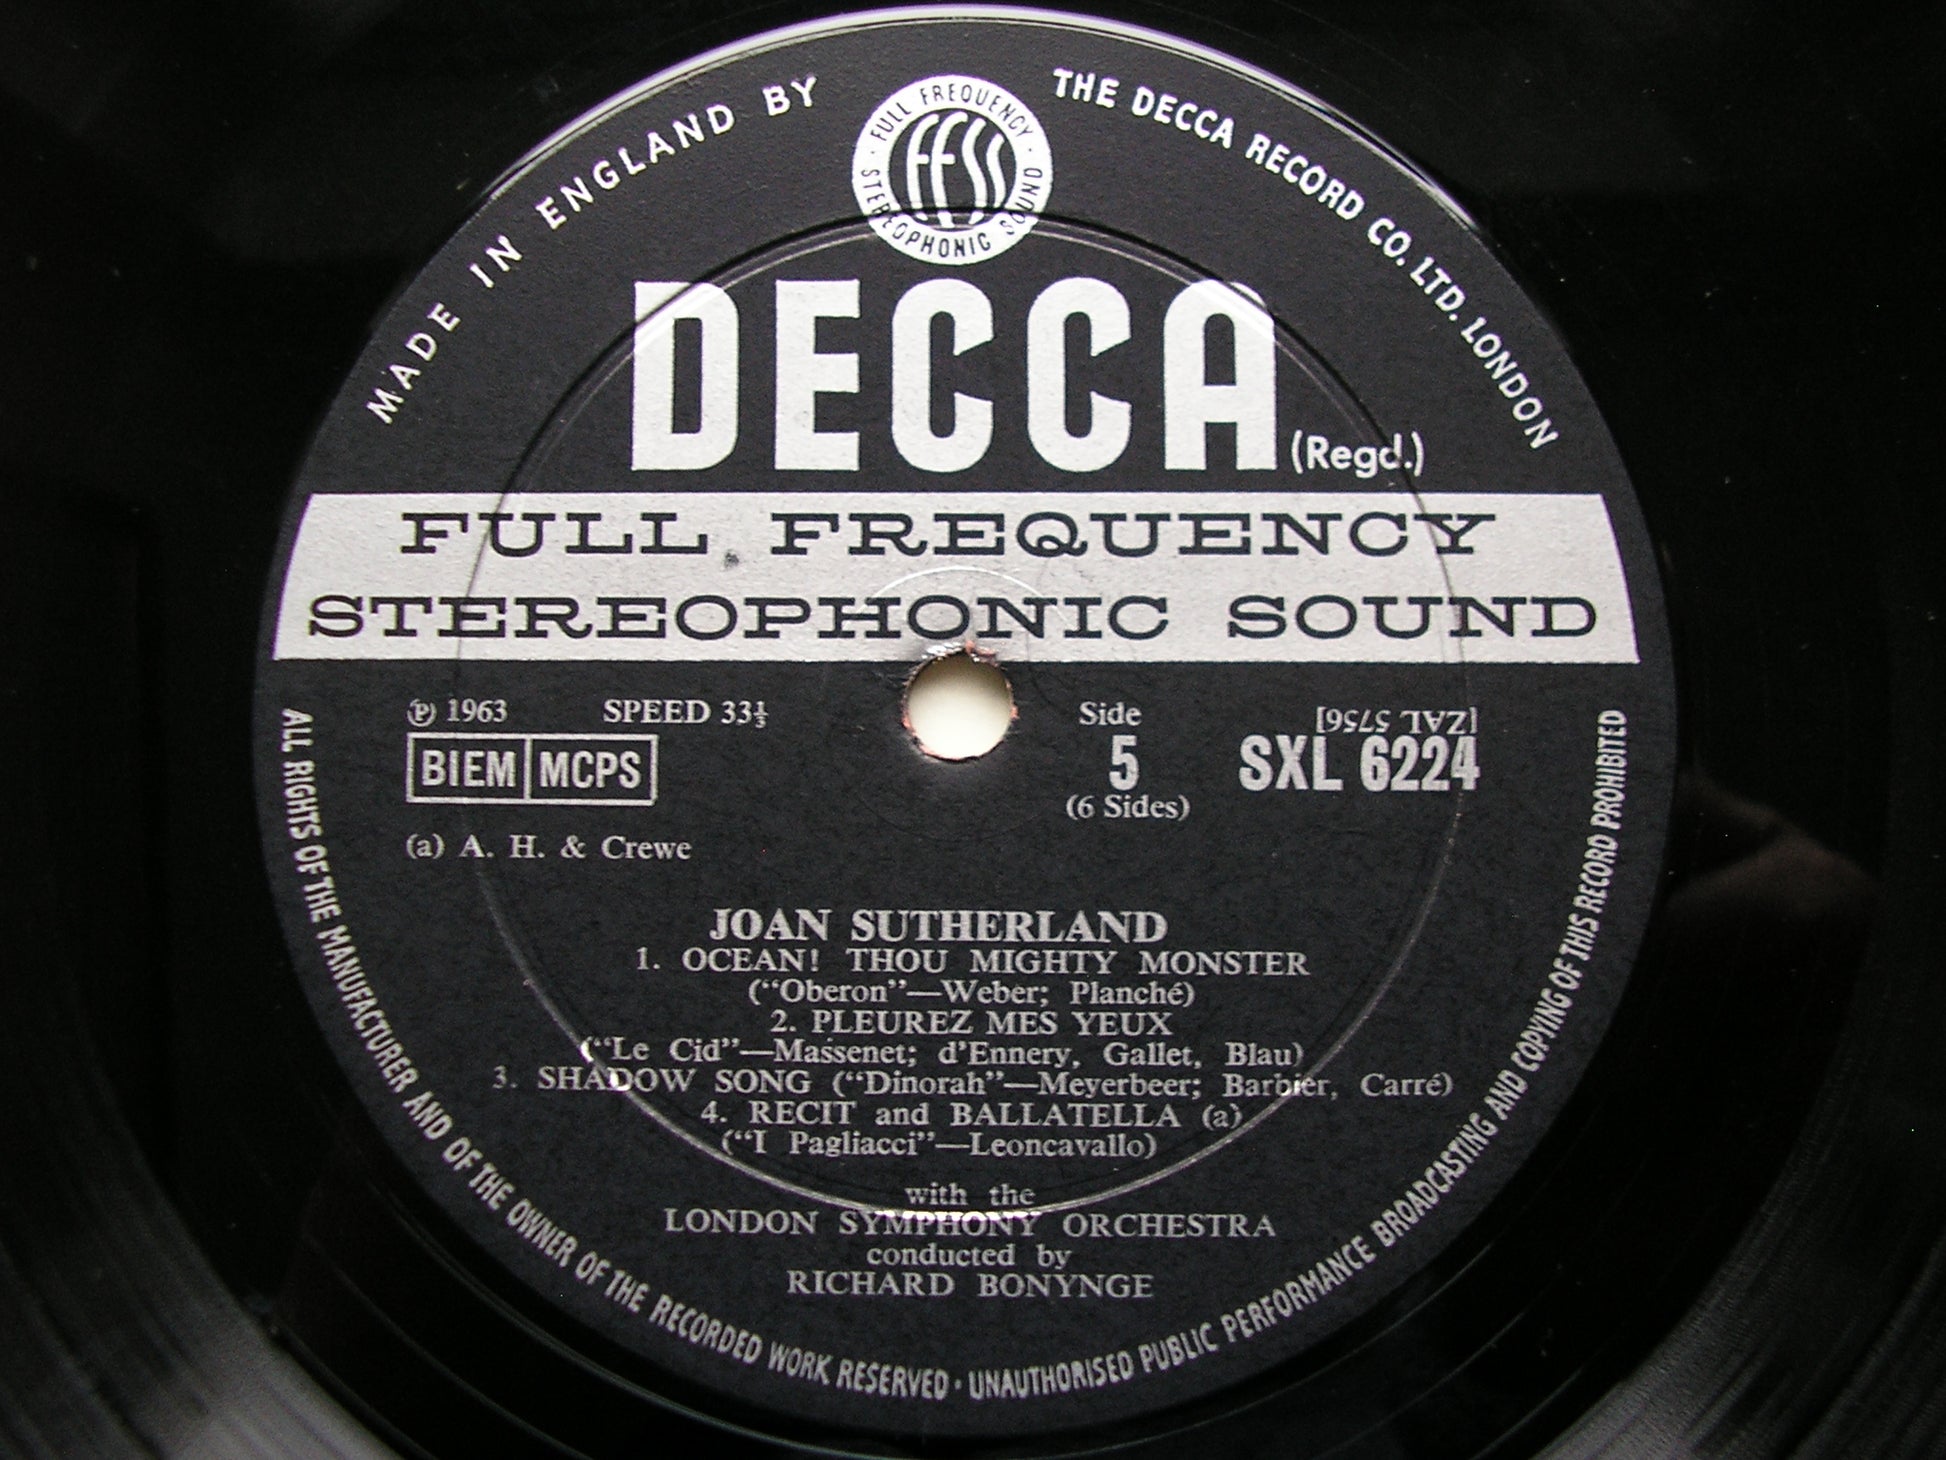 MADE IN ENGLAND BY
THE DECCA RECORD CO. LTD. LONDON
FULL FREQUENCY
FFSS
STEREOPHONIC SOUND
DECCA (Regd.)
FULL FREQUENCY
STEREOPHONIC SOUND
℗ 1963 SPEED 33⅓
BIEM MCPS
(a) A. H. & Crewe
Side
5
(6 Sides)
[ZAL 5756]
SXL 6224
JOAN SUTHERLAND
1. OCEAN! THOU MIGHTY MONSTER
("Oberon"—Weber; Planché)
2. PLEUREZ MES YEUX
("Le Cid"—Massenet; d'Ennery, Gallet, Blau)
3. SHADOW SONG ("Dinorah"—Meyerbeer; Barbier, Carré)
4. RECIT and BALLATELLA (a)
("I Pagliacci"—Leoncavallo)
with the
LONDON SYMPHONY ORCHESTRA
conducted by
RICHARD BONYNGE
ALL RIGHTS OF THE MANUFACTURER AND OF THE OWNER OF THE RECORDED WORK RESERVED · UNAUTHORISED PUBLIC PERFORMANCE BROADCASTING AND COPYING OF THIS RECORD PROHIBITED